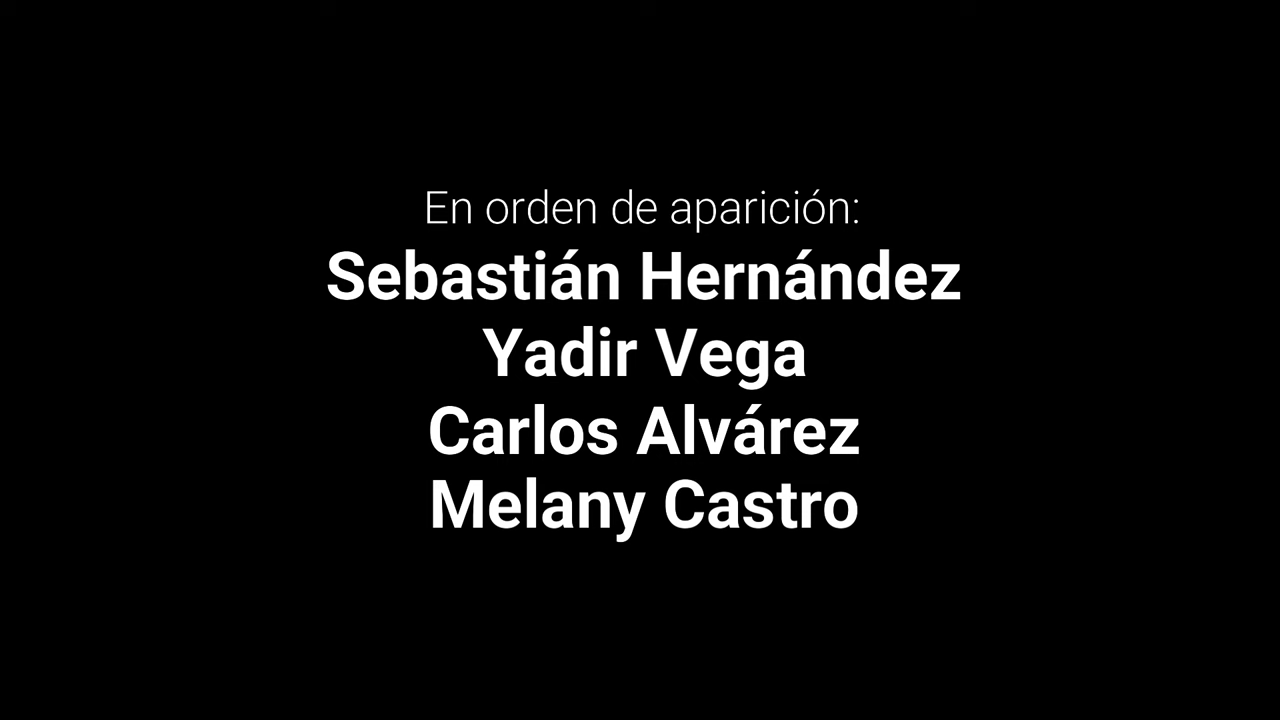 En orden de aparición:
Sebastián Hernández
Yadir Vega
Carlos Alvárez
Melany Castro